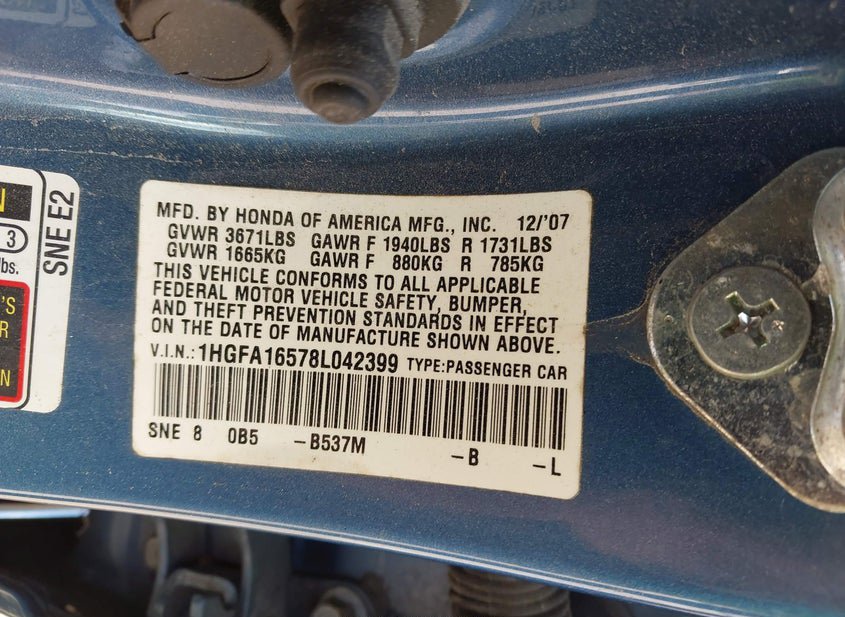 N
3
lbs.
'S
R
N
SNE E2
MFD. BY HONDA OF AMERICA MFG., INC. 12/'07
GVWR 3671LBS GAWR F 1940LBS R 1731LBS
GVWR 1665KG GAWR F 880KG R 785KG
THIS VEHICLE CONFORMS TO ALL APPLICABLE
FEDERAL MOTOR VEHICLE SAFETY, BUMPER,
AND THEFT PREVENTION STANDARDS IN EFFECT
ON THE DATE OF MANUFACTURE SHOWN ABOVE.
V.I.N.: 1HGFA16578L042399 TYPE:PASSENGER CAR
SNE 8 0B5 -B537M -B -L